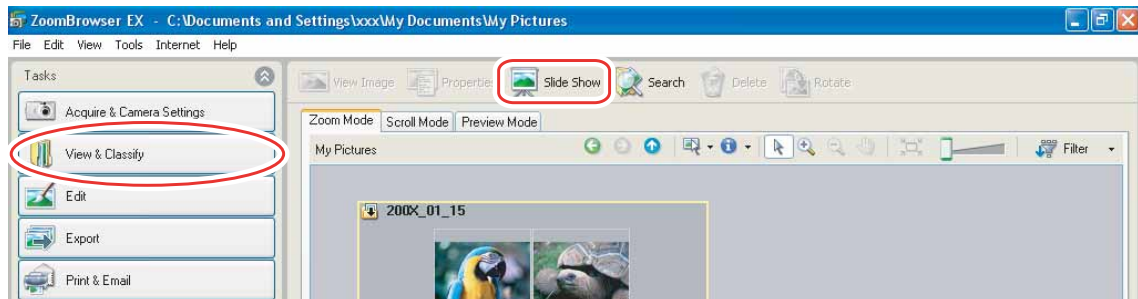 ZoomBrowser EX - C:\Documents and Settings\xxx\My Documents\My Pictures
File Edit View Tools Internet Help
Tasks
View Image Properties Slide Show Search Delete Rotate
Acquire & Camera Settings
Zoom Mode Scroll Mode Preview Mode
View & Classify
My Pictures Filter
Edit
200X_01_15
Export
Print & Email